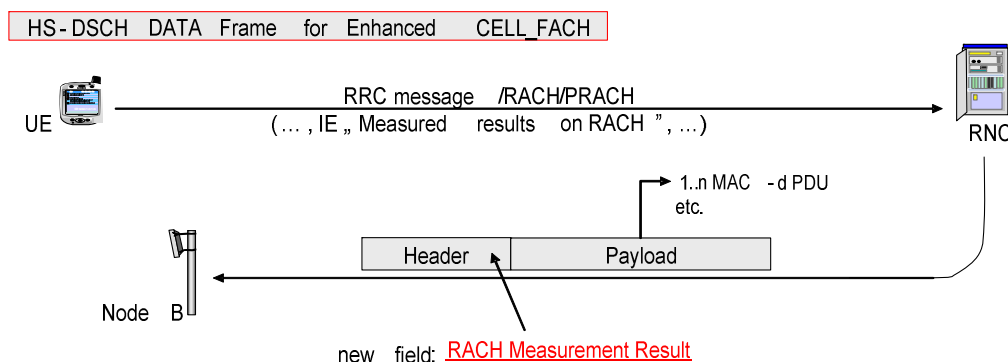 HS-DSCH DATA Frame for Enhanced CELL_FACH
RRC message /RACH/PRACH
UE
(… , IE „ Measured results on RACH ” , …)
RNC
1..n MAC -d PDU
etc.
Header
Payload
Node B
new field: RACH Measurement Result